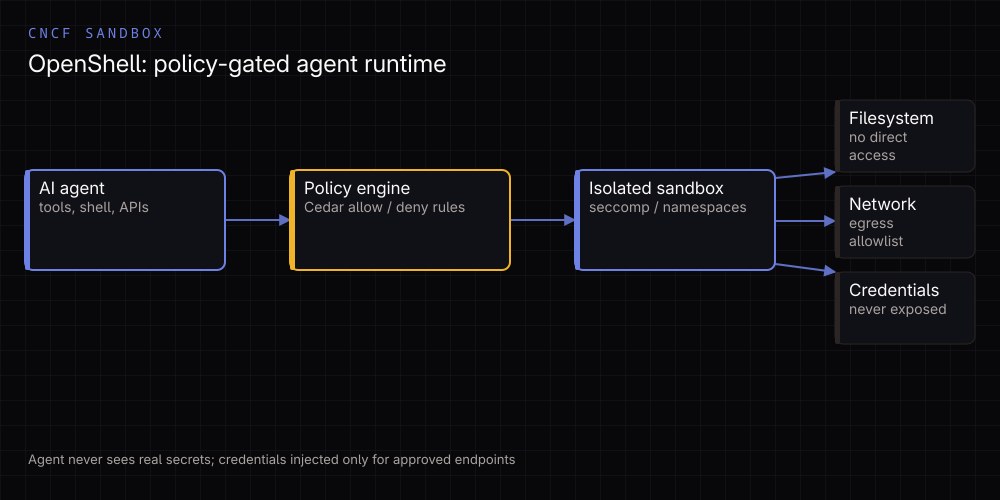 CNCF SANDBOX
OpenShell: policy-gated agent runtime
AI agent
tools, shell, APIs
Policy engine
Cedar allow / deny rules
Isolated sandbox
seccomp / namespaces
Filesystem
no direct
access
Network
egress
allowlist
Credentials
never exposed
Agent never sees real secrets; credentials injected only for approved endpoints